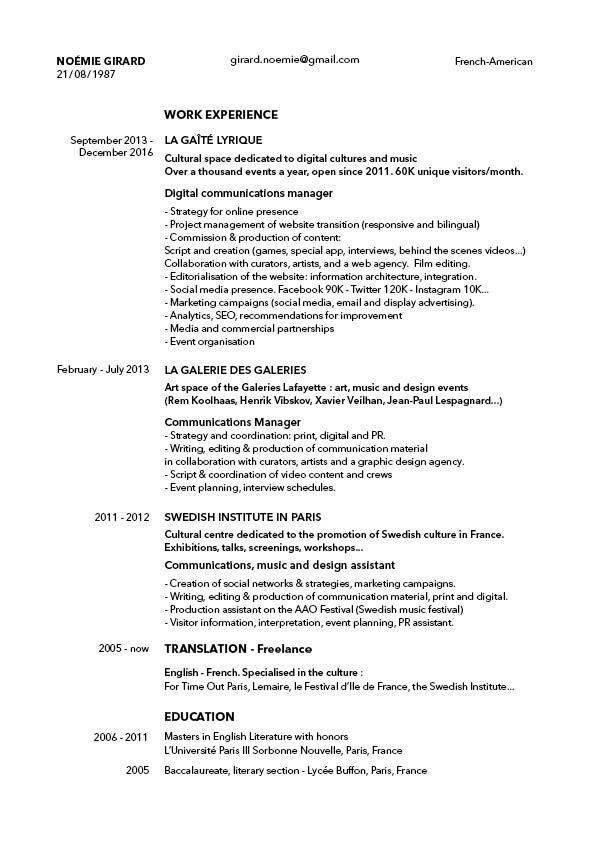 NOÉMIE GIRARD
21/08/1987
girard.noemie@gmail.com
French-American
WORK EXPERIENCE
September 2013 -
December 2016
LA GAÎTÉ LYRIQUE
Cultural space dedicated to digital cultures and music
Over a thousand events a year, open since 2011. 60K unique visitors/month.
Digital communications manager
- Strategy for online presence
- Project management of website transition (responsive and bilingual)
- Commission & production of content:
Script and creation (games, special app, interviews, behind the scenes videos...)
Collaboration with curators, artists, and a web agency. Film editing.
- Editorialisation of the website: information architecture, integration.
- Social media presence. Facebook 90K - Twitter 120K - Instagram 10K...
- Marketing campaigns (social media, email and display advertising).
- Analytics, SEO, recommendations for improvement
- Media and commercial partnerships
- Event organisation
February - July 2013
LA GALERIE DES GALERIES
Art space of the Galeries Lafayette : art, music and design events
(Rem Koolhaas, Henrik Vibskov, Xavier Veilhan, Jean-Paul Lespagnard...)
Communications Manager
- Strategy and coordination: print, digital and PR.
- Writing, editing & production of communication material
in collaboration with curators, artists and a graphic design agency.
- Script & coordination of video content and crews
- Event planning, interview schedules.
2011 - 2012
SWEDISH INSTITUTE IN PARIS
Cultural centre dedicated to the promotion of Swedish culture in France.
Exhibitions, talks, screenings, workshops...
Communications, music and design assistant
- Creation of social networks & strategies, marketing campaigns.
- Writing, editing & production of communication material, print and digital.
- Production assistant on the AAO Festival (Swedish music festival)
- Visitor information, interpretation, event planning, PR assistant.
2005 - now
TRANSLATION - Freelance
English - French. Specialised in the culture :
For Time Out Paris, Lemaire, le Festival d'Ile de France, the Swedish Institute...
EDUCATION
2006 - 2011
Masters in English Literature with honors
L'Université Paris III Sorbonne Nouvelle, Paris, France
2005
Baccalaureate, literary section - Lycée Buffon, Paris, France